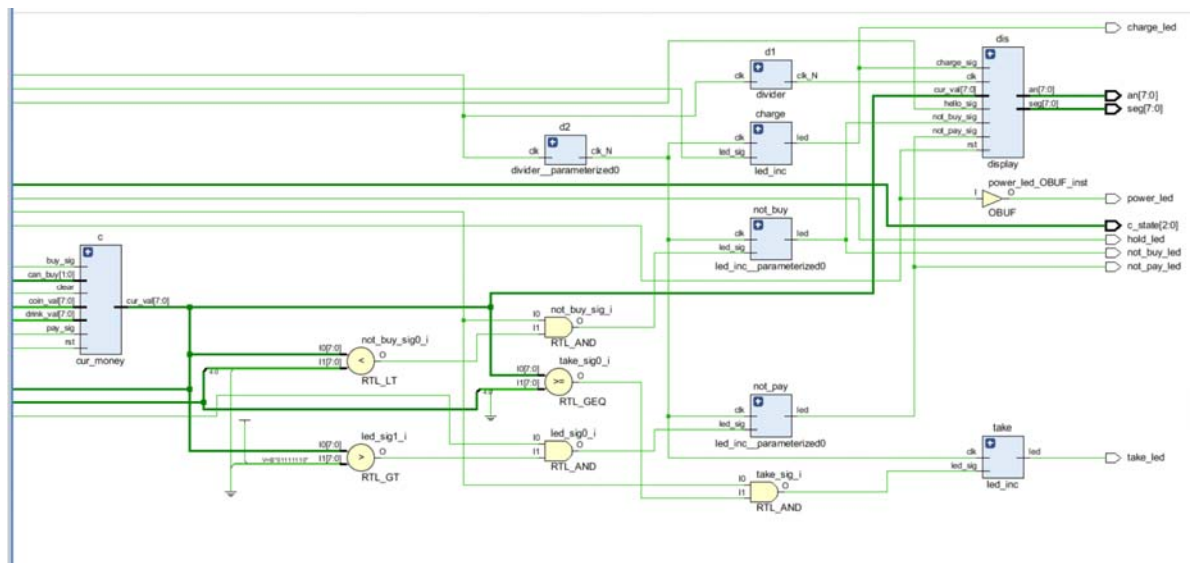 charge_led
dis
d1
charge_sig
clk
clk_N
clk
divider
cur_val[7:0]
an[7:0]
an[7:0]
hello_sig
seg[7:0]
seg[7:0]
charge
not_buy_sig
d2
not_pay_sig
clk
led
rst
clk
clk_N
led_sig
display
divider__parameterized0
led_inc
power_led_OBUF_inst
I
O
power_led
OBUF
not_buy
c_state[2:0]
clk
led
hold_led
c
led_sig
not_buy_led
buy_sig
led_inc__parameterized0
not_pay_led
can_buy[1:0]
clear
coin_val[7:0]
cur_val[7:0]
drink_val[7:0]
not_buy_sig_i
pay_sig
I0
O
rst
not_buy_sig0_i
I1
cur_money
RTL_AND
I0[7:0]
O
take_sig0_i
I1[7:0]
<
I0[7:0]
O
4:0
RTL_LT
I1[7:0]
>=
not_pay
4:0
RTL_GEQ
clk
led
led_sig
led_sig1_i
led_sig0_i
led_inc__parameterized0
take
I0[7:0]
O
I0
O
I1[7:0]
>
I1
clk
led
take_led
RTL_GT
RTL_AND
take_sig_i
led_sig
I0
O
led_inc
I1
RTL_AND